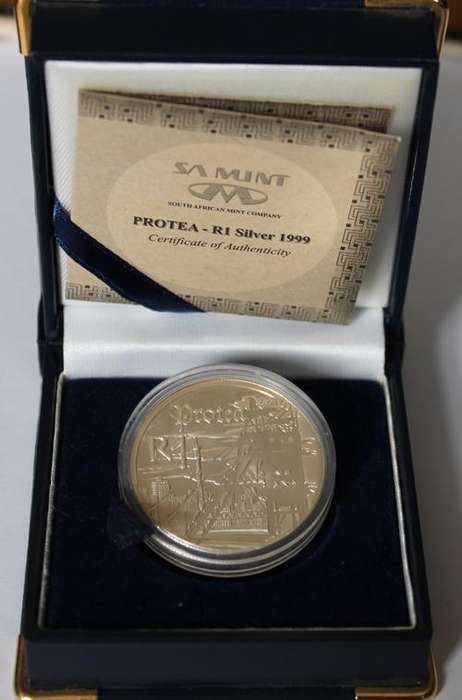 SA MINT
SOUTH AFRICAN MINT COMPANY
PROTEA - R1 Silver 1999
Certificate of Authenticity
Protea
R1